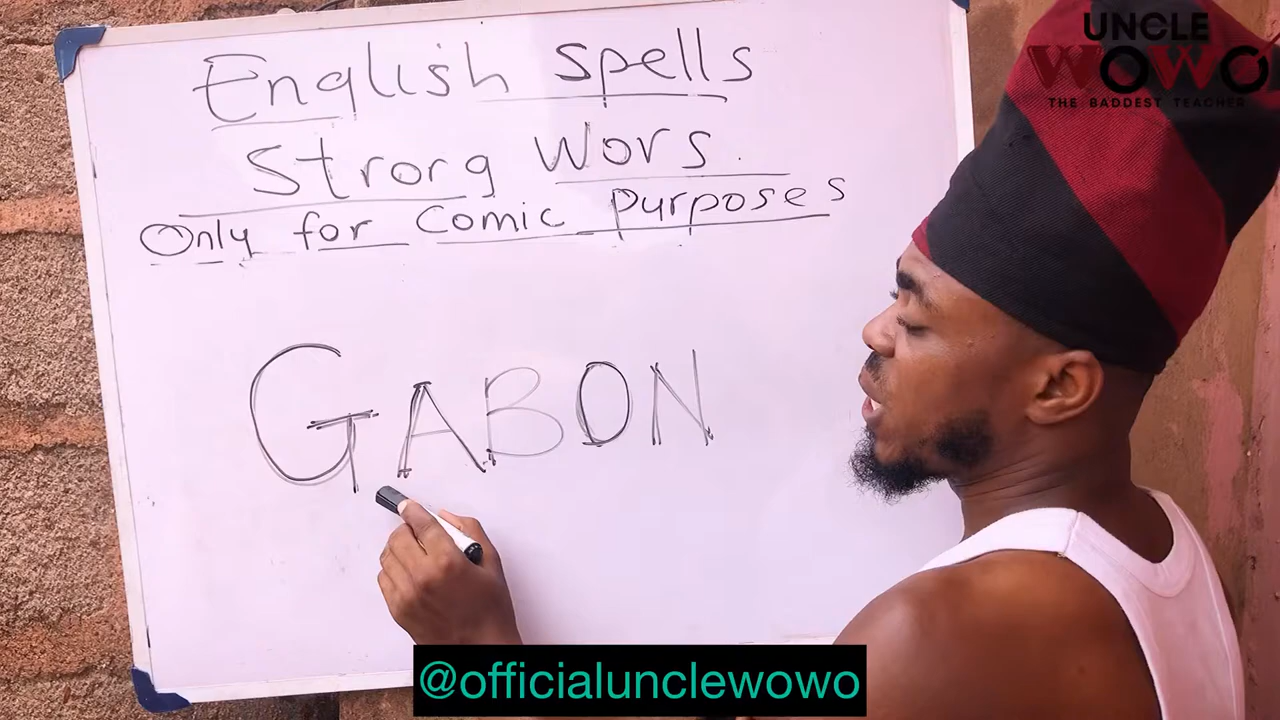 English spells
Strorg Wors.
Only for Comic Purposes
GABON
UNCLE
WOWO
THE BADDEST TEACHER
@officialunclewowo